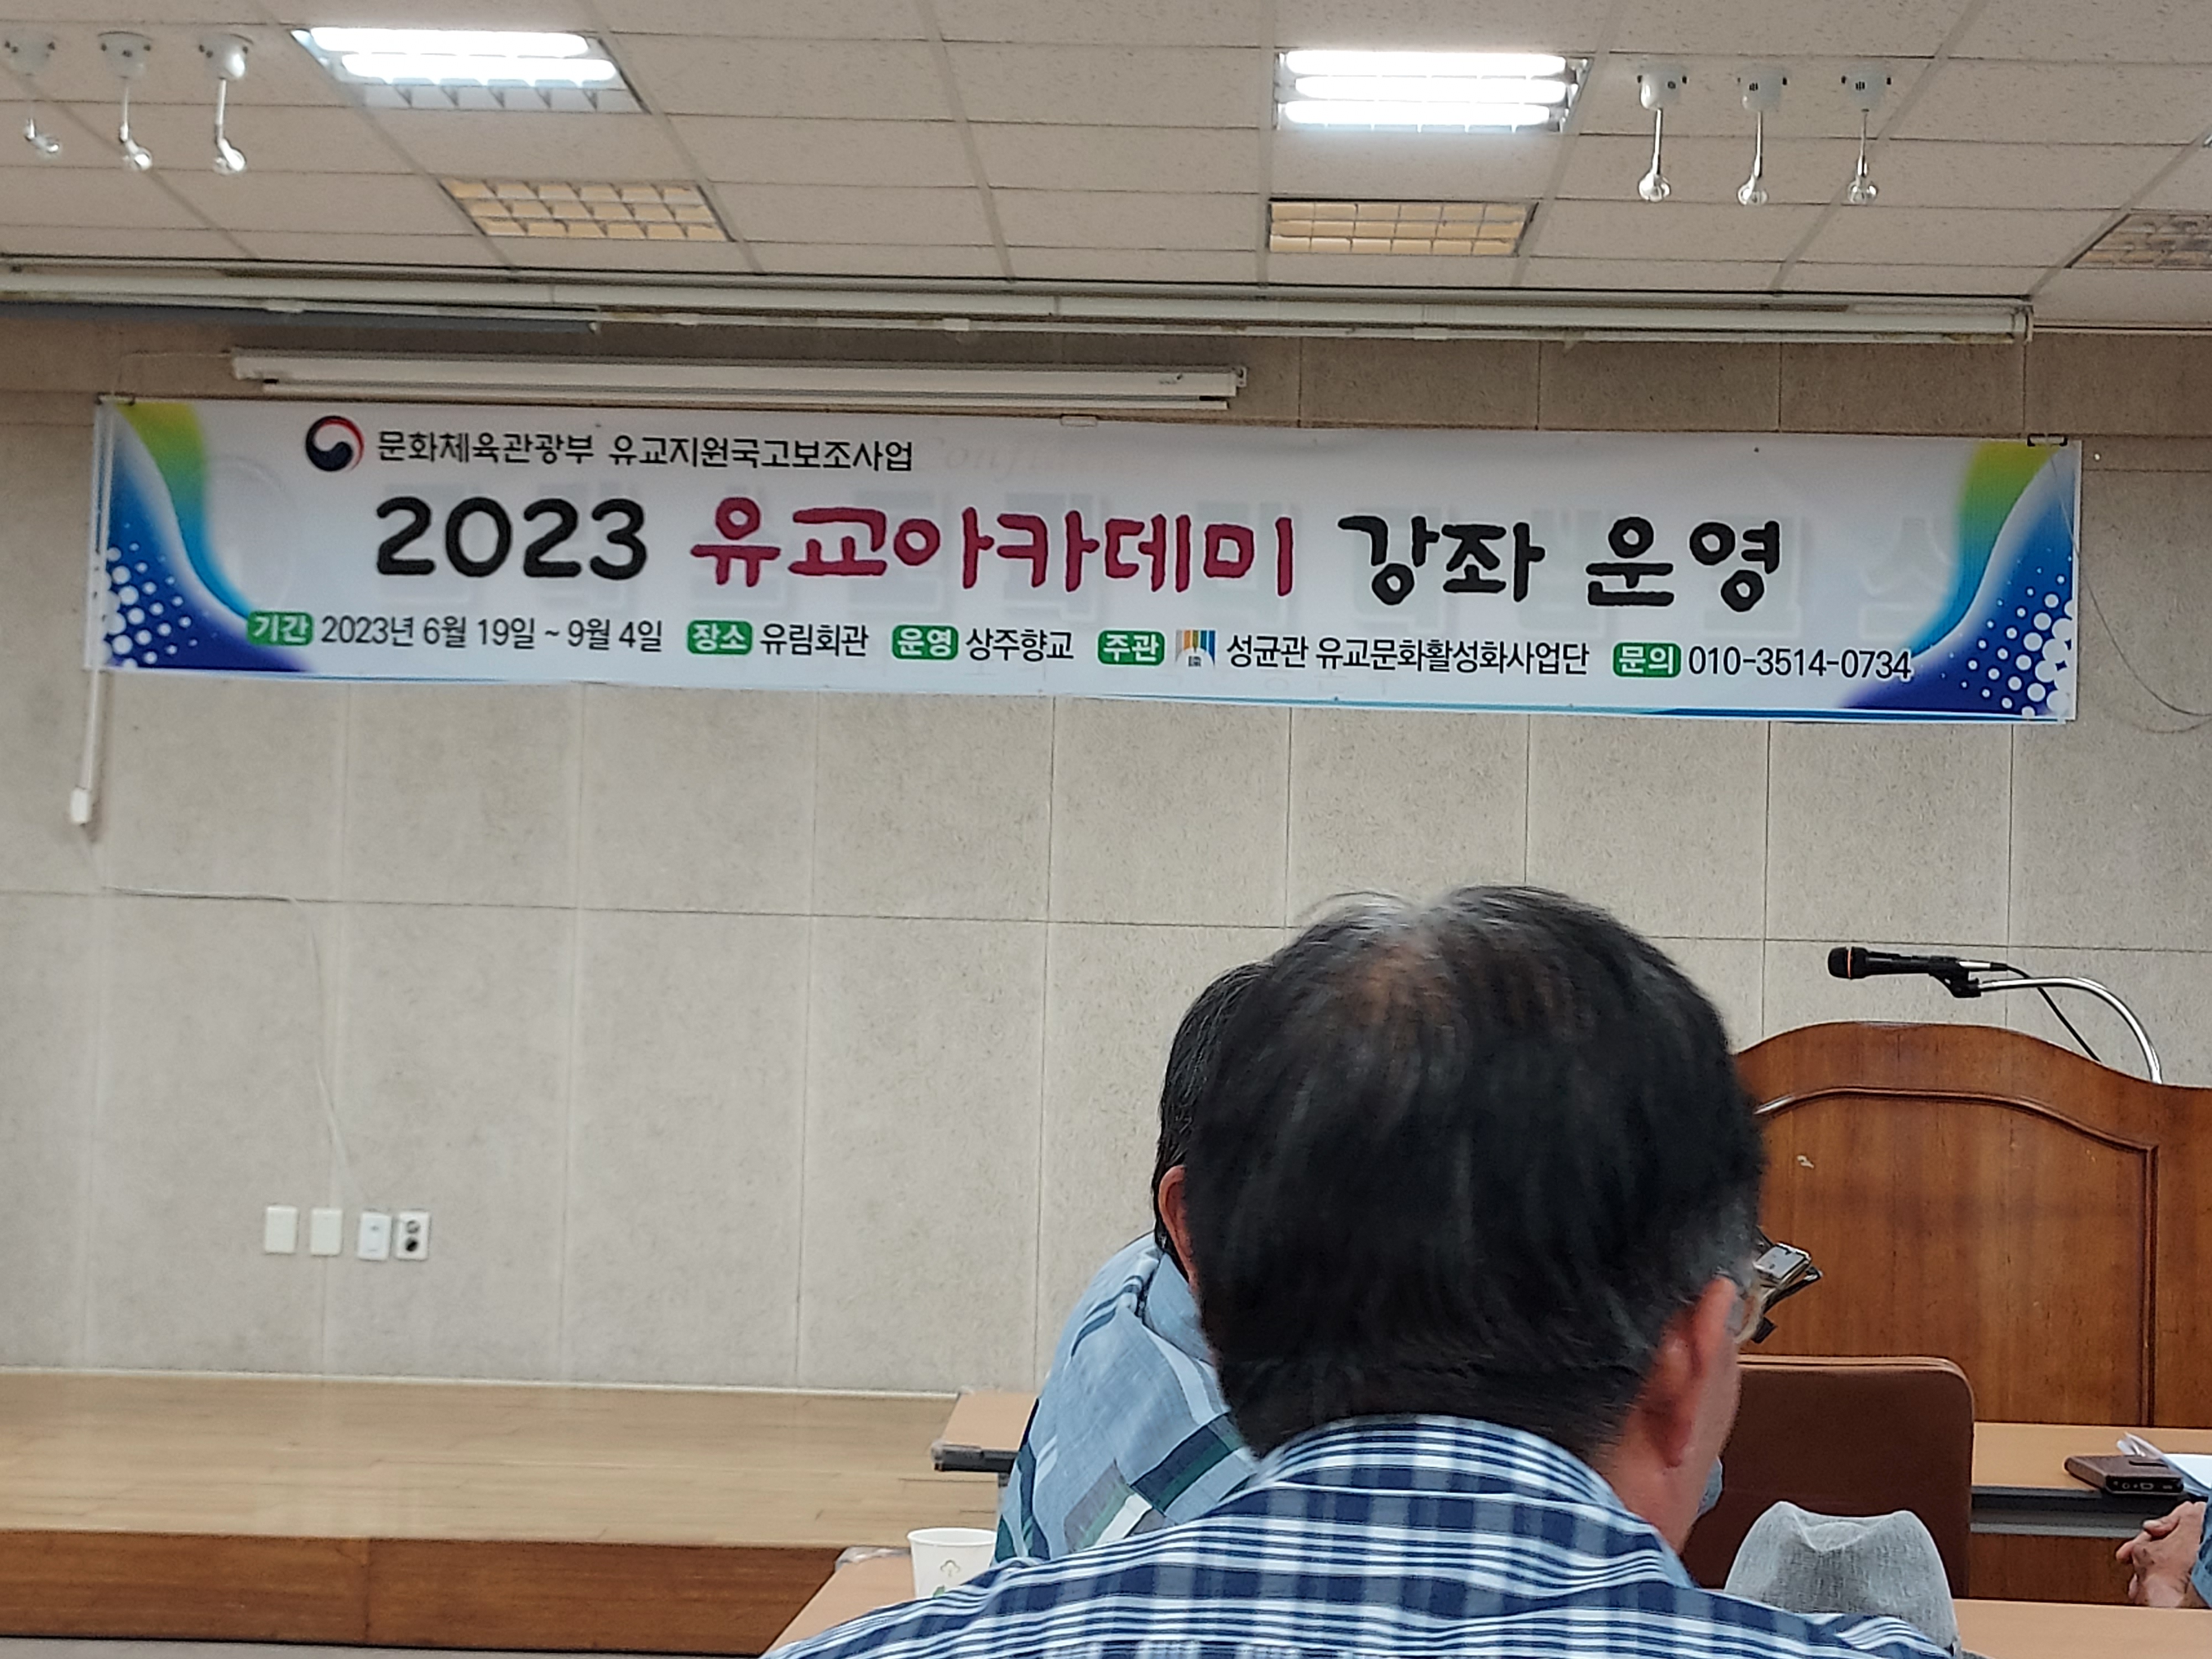 문화체육관광부 유교지원국고보조사업
2023 유교아카데미 강좌 운영
기간 2023년 6월 19일 ~ 9월 4일 장소 유림회관 운영 상주향교 주관 성균관 유교문화활성화사업단 문의 010-3514-0734